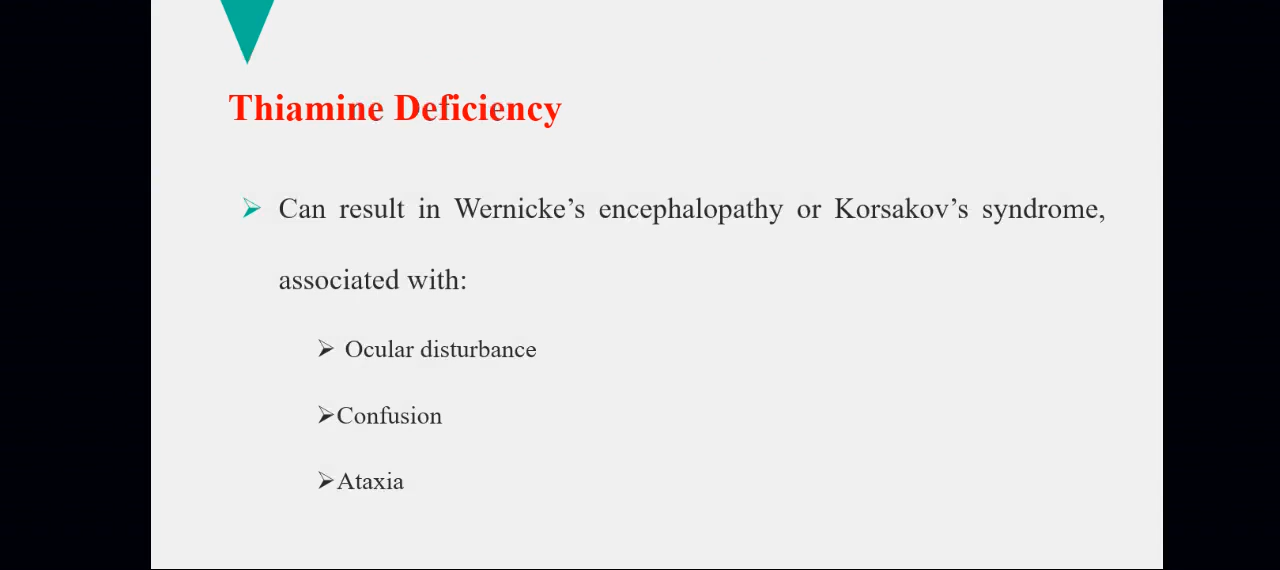 Thiamine Deficiency
➢ Can result in Wernicke’s encephalopathy or Korsakov’s syndrome,
associated with:
➢ Ocular disturbance
➢Confusion
➢Ataxia